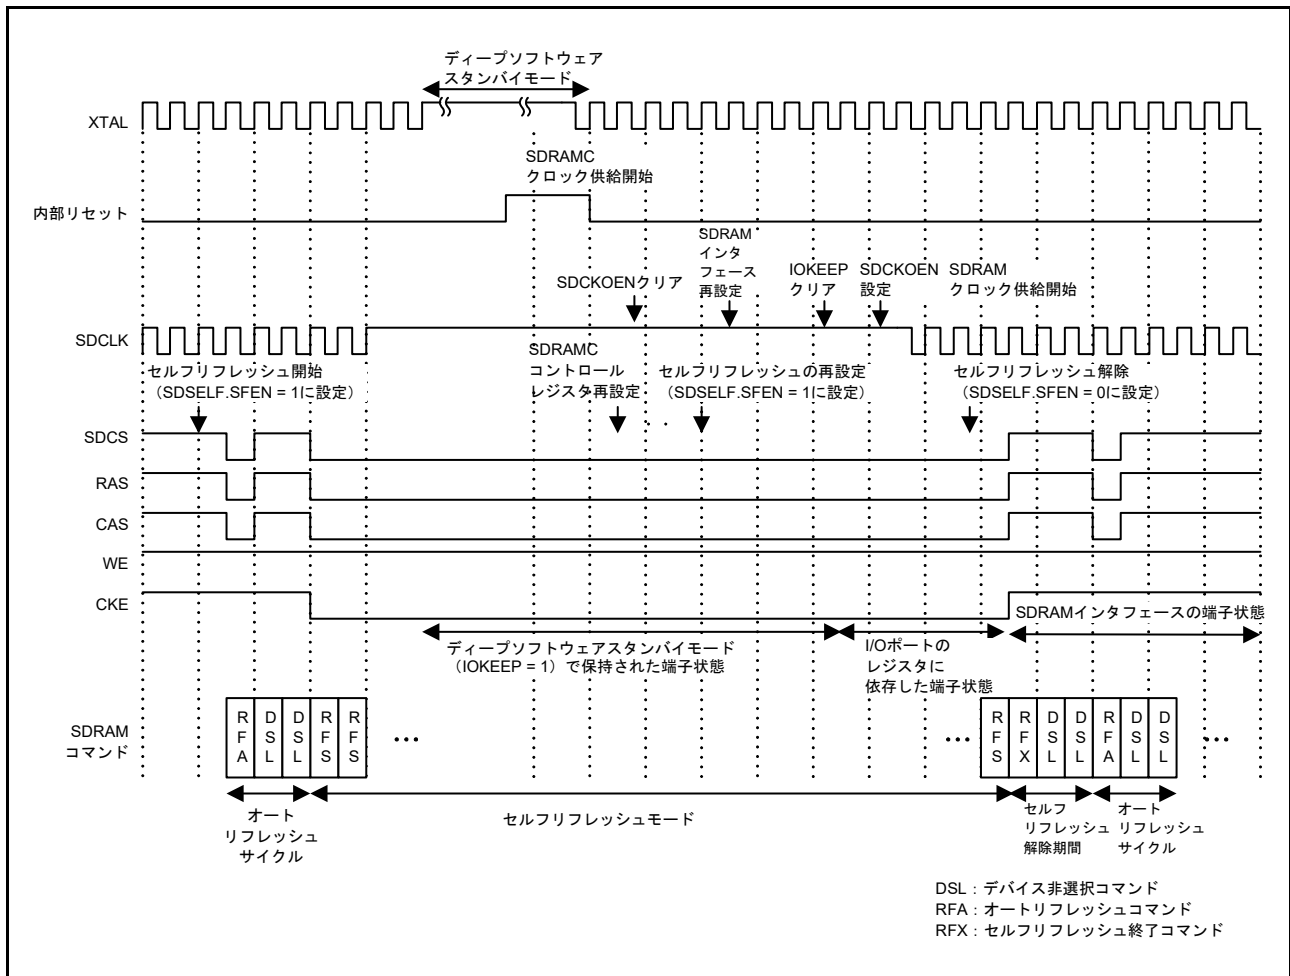 ディープソフトウェア
スタンバイモード
XTAL
SDRAMC
クロック供給開始
内部リセット
SDCKOENクリア
SDRAM
インタ
フェース
再設定
IOKEEP
クリア
SDCKOEN
設定
SDRAM
クロック供給開始
SDCLK
セルフリフレッシュ開始
（SDSELF.SFEN = 1に設定）
SDRAMC
コントロール
レジスタ再設定
セルフリフレッシュの再設定
（SDSELF.SFEN = 1に設定）
セルフリフレッシュ解除
（SDSELF.SFEN = 0に設定）
SDCS
RAS
CAS
WE
CKE
SDRAMインタフェースの端子状態
ディープソフトウェアスタンバイモード
（IOKEEP = 1）で保持された端子状態
I/Oポートの
レジスタに
依存した端子状態
SDRAM
コマンド
RFA
DSL
DSL
RFS
RFS
…
…
RFS
RFX
DSL
DSL
RFA
DSL
DSL
…
オート
リフレッシュ
サイクル
セルフリフレッシュモード
セルフ
リフレッシュ
解除期間
オート
リフレッシュ
サイクル
DSL：デバイス非選択コマンド
RFA：オートリフレッシュコマンド
RFX：セルフリフレッシュ終了コマンド